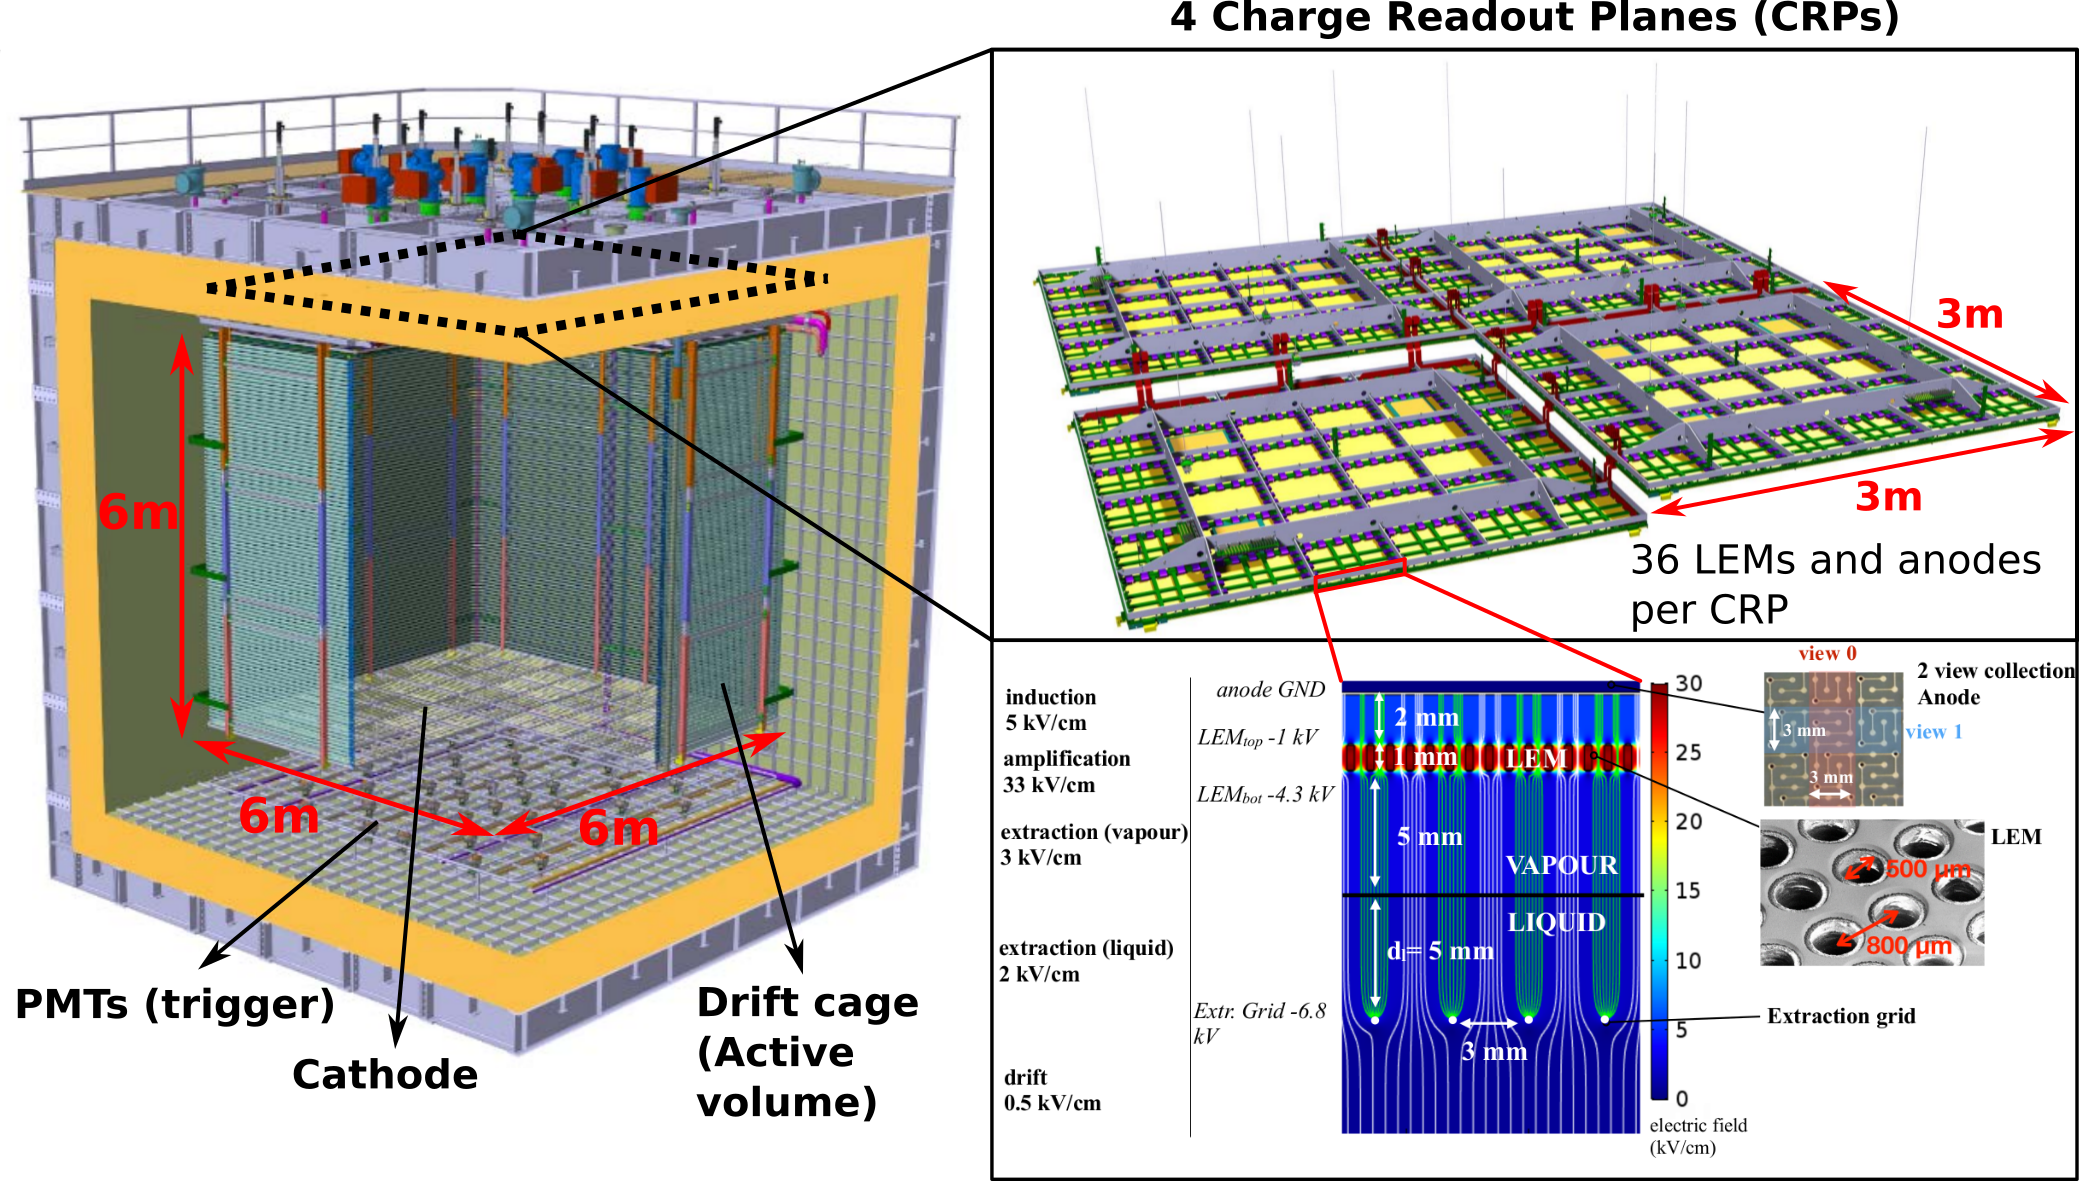 4 Charge Readout Planes (CRPs)
6m
6m
6m
PMTs (trigger)
Cathode
Drift cage
(Active
volume)
3m
3m
36 LEMs and anodes
per CRP
induction
5 kV/cm
amplification
33 kV/cm
extraction (vapour)
3 kV/cm
extraction (liquid)
2 kV/cm
drift
0.5 kV/cm
anode GND
LEMtop -1 kV
LEMbot -4.3 kV
Extr. Grid -6.8
kV
2 mm
1 mm
LEM
5 mm
VAPOUR
LIQUID
dl= 5 mm
3 mm
30
25
20
15
10
5
0
electric field
(kV/cm)
view 0
2 view collection
Anode
view 1
3 mm
3 mm
LEM
500 µm
800 µm
Extraction grid